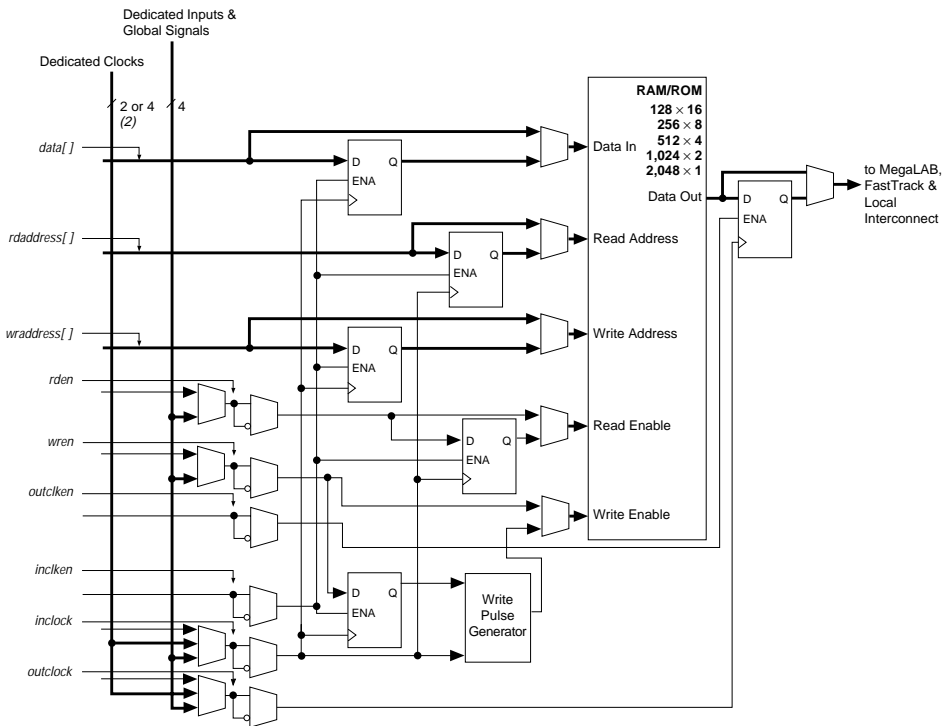 Dedicated Inputs &
Global Signals
Dedicated Clocks
2 or 4
(2)
4
RAM/ROM
128 × 16
256 × 8
512 × 4
1,024 × 2
2,048 × 1
data[ ]
D
Q
ENA
Data In
Data Out
D
Q
ENA
to MegaLAB,
FastTrack &
Local
Interconnect
rdaddress[ ]
D
Q
ENA
Read Address
wraddress[ ]
D
Q
ENA
Write Address
rden
D
Q
ENA
Read Enable
wren
outclken
Write Enable
inclken
D
Q
ENA
Write
Pulse
Generator
inclock
outclock